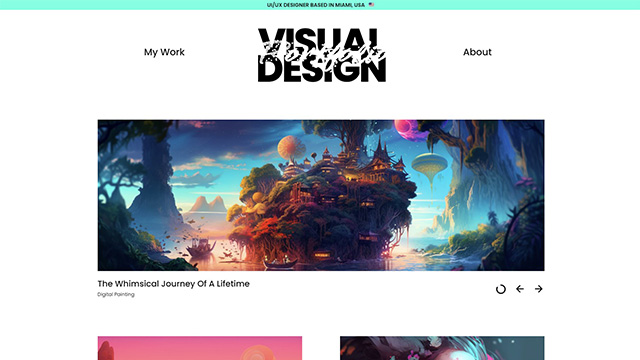 UI/UX DESIGNER BASED IN MIAMI, USA 🇺🇸
My Work
VISUAL
Portfolio
DESIGN
About
The Whimsical Journey Of A Lifetime
Digital Painting